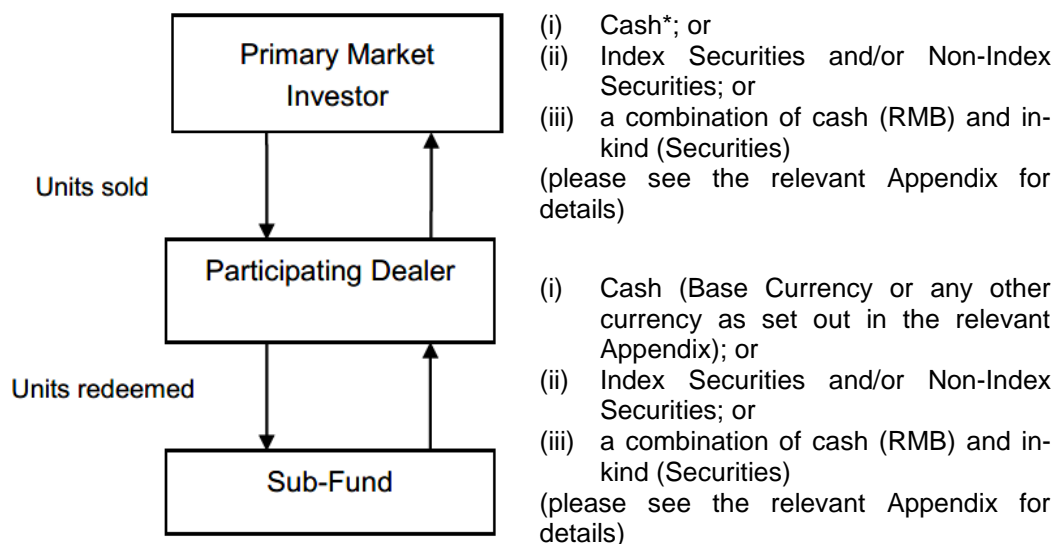 Primary Market
Investor
(i) Cash*; or
(ii) Index Securities and/or Non-Index
Securities; or
(iii) a combination of cash (RMB) and in-
kind (Securities)
(please see the relevant Appendix for
details)
Units sold
Participating Dealer
(i) Cash (Base Currency or any other
currency as set out in the relevant
Appendix); or
(ii) Index Securities and/or Non-Index
Securities; or
(iii) a combination of cash (RMB) and in-
kind (Securities)
(please see the relevant Appendix for
details)
Units redeemed
Sub-Fund